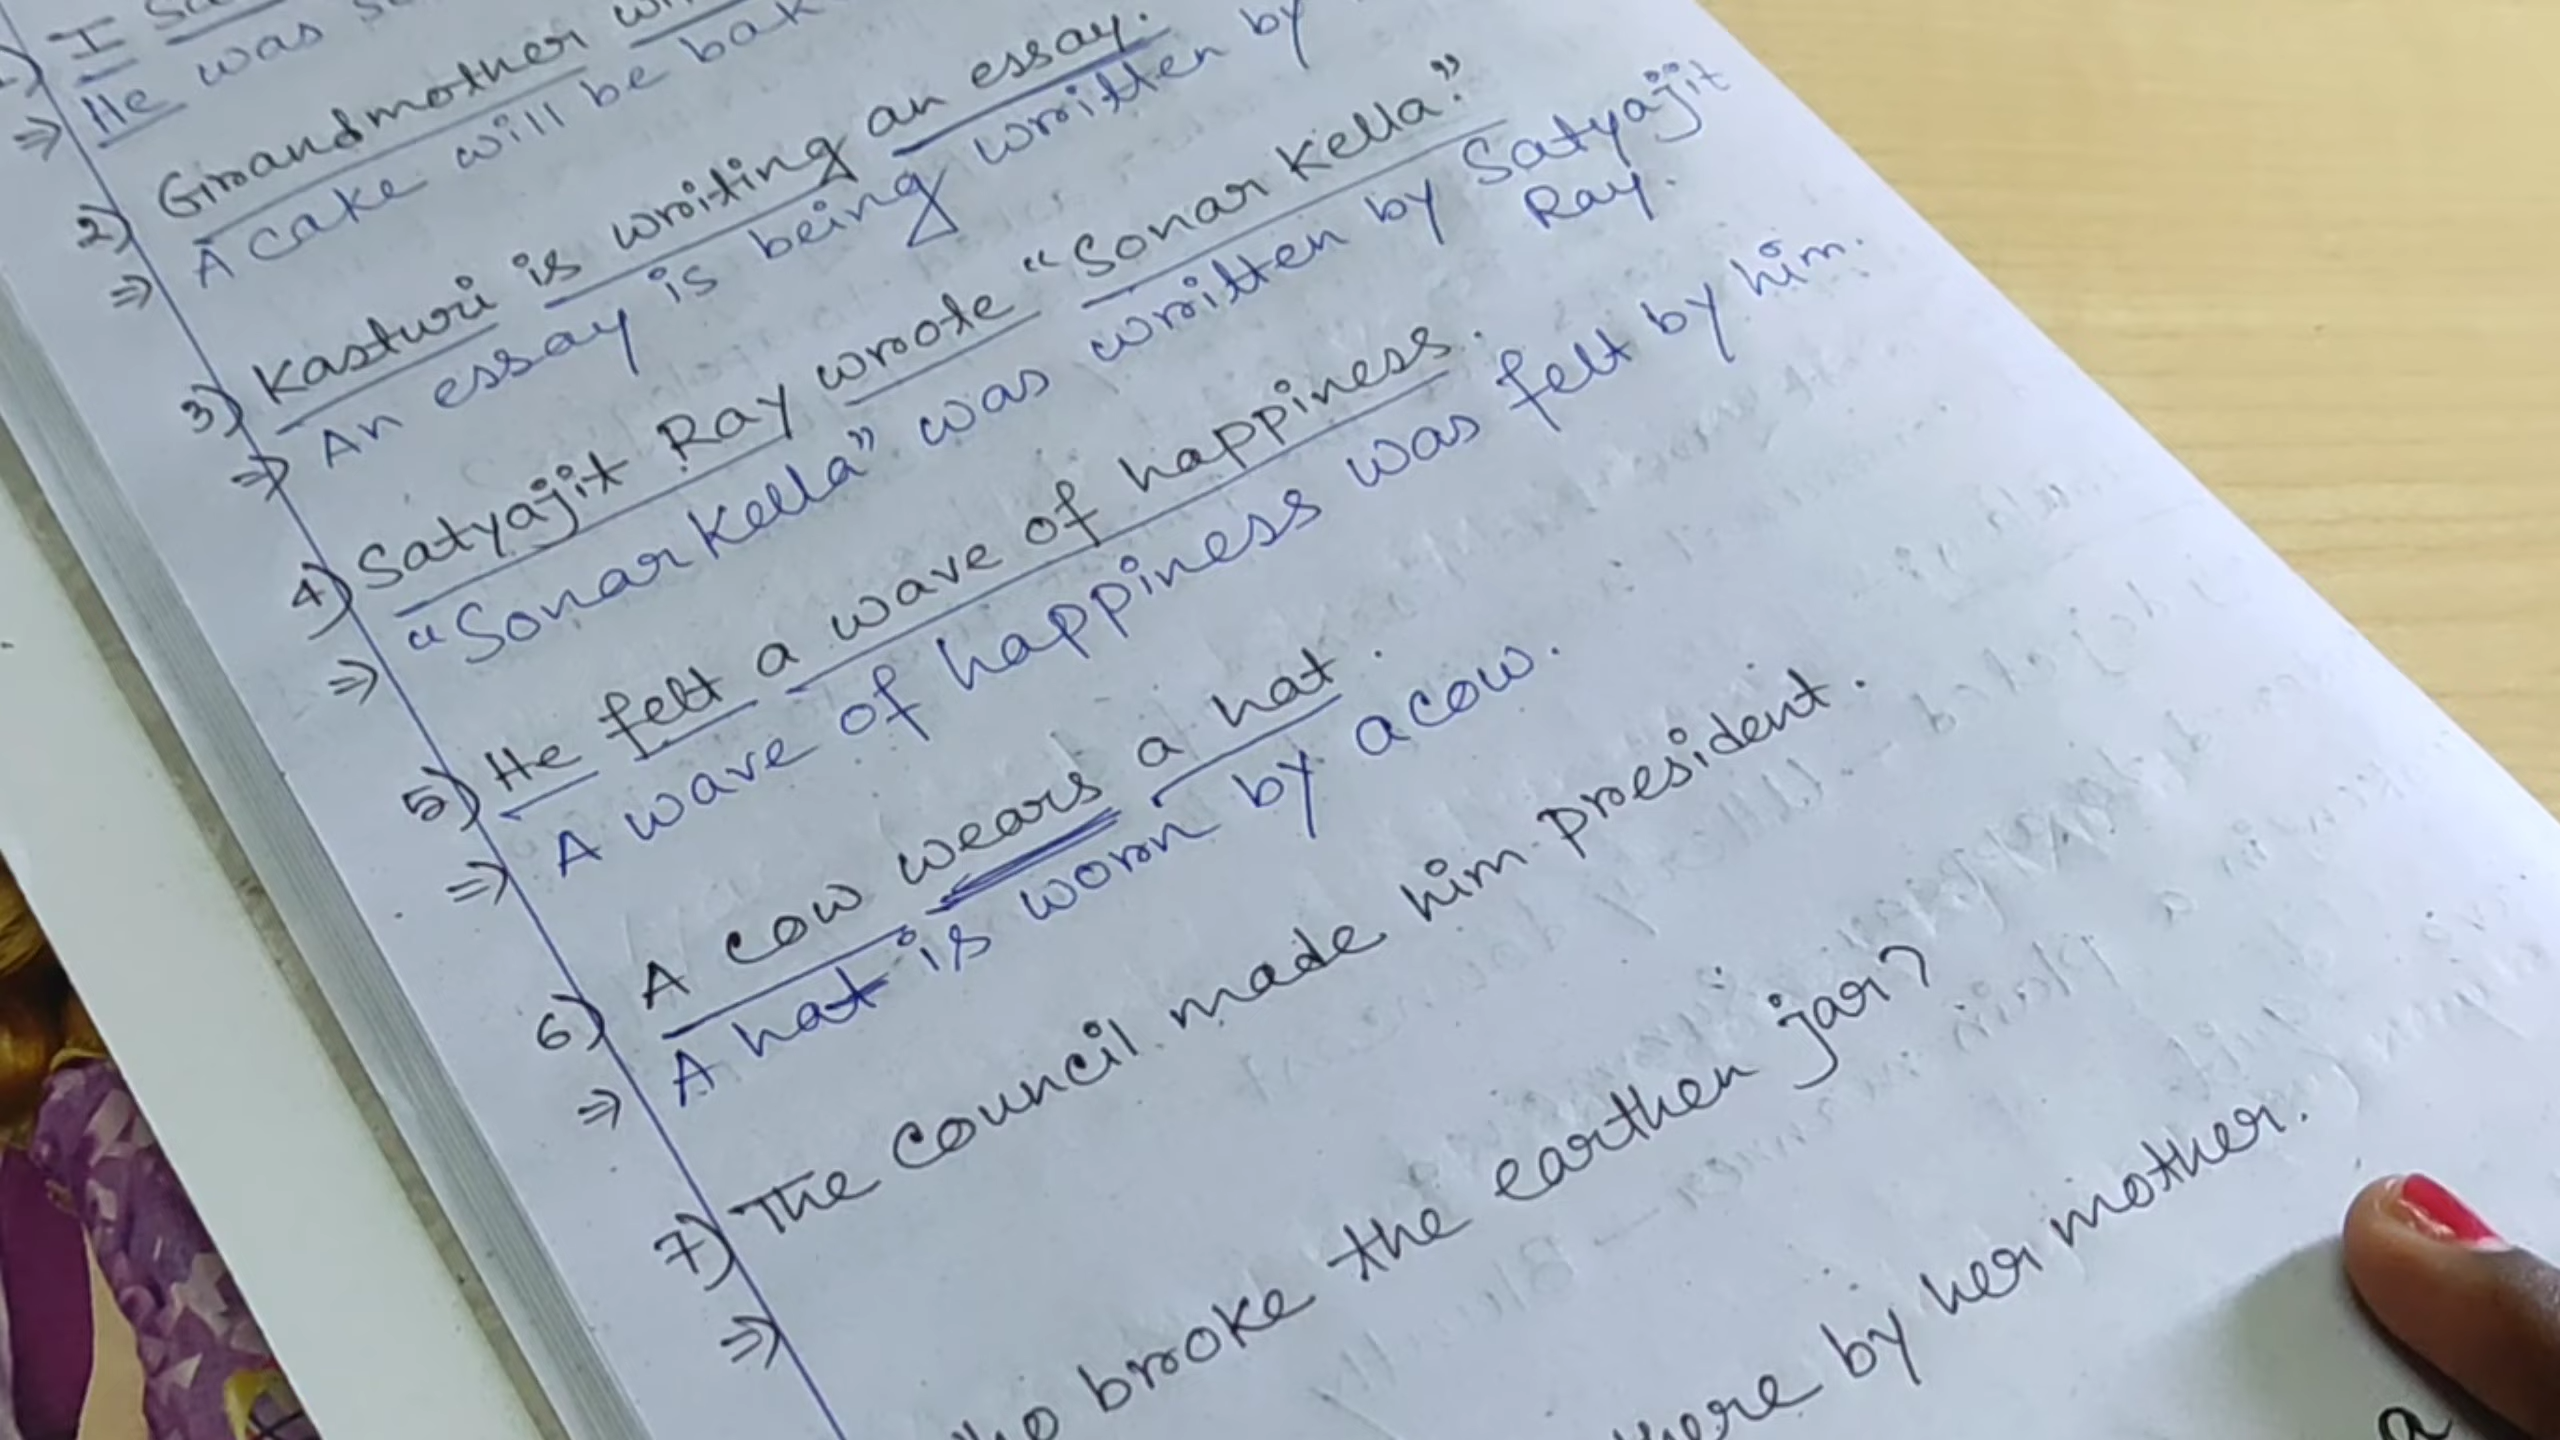 1) I
⇒ He was
2) Grandmother
⇒ A cake will be
3) Kasturi is writing an essay.
⇒ An essay is being written by
4) Satyajit Ray wrote "Sonar Kella."
⇒ "Sonar Kella" was written by Satyajit
Ray.
5) He felt a wave of happiness.
⇒ A wave of happiness was felt by him.
6) A cow wears a hat.
⇒ A hat is worn by a cow.
7) The Council made him president.
⇒
broke the earthen jar?
by her mother.
a